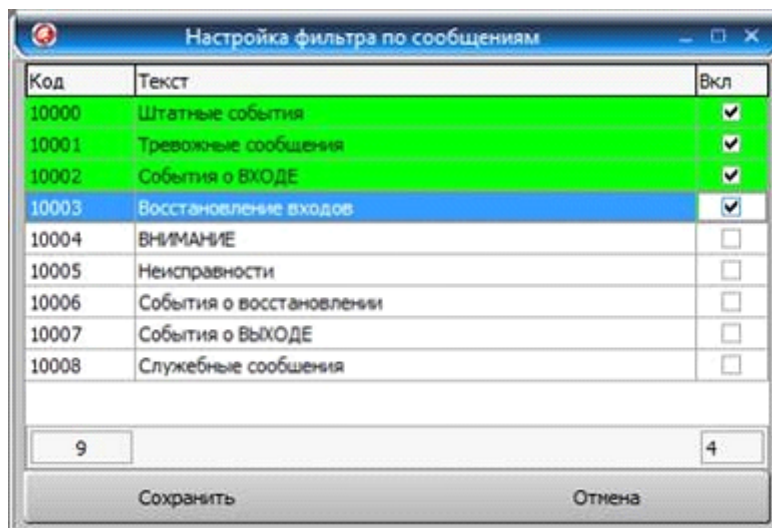 Настройка фильтра по сообщениям
Код Текст Вкл
10000 Штатные события
10001 Тревожные сообщения
10002 События о ВХОДЕ
10003 Восстановление входов
10004 ВНИМАНИЕ
10005 Неисправности
10006 События о восстановлении
10007 События о ВЫХОДЕ
10008 Служебные сообшения
9 4
Сохранить Отмена